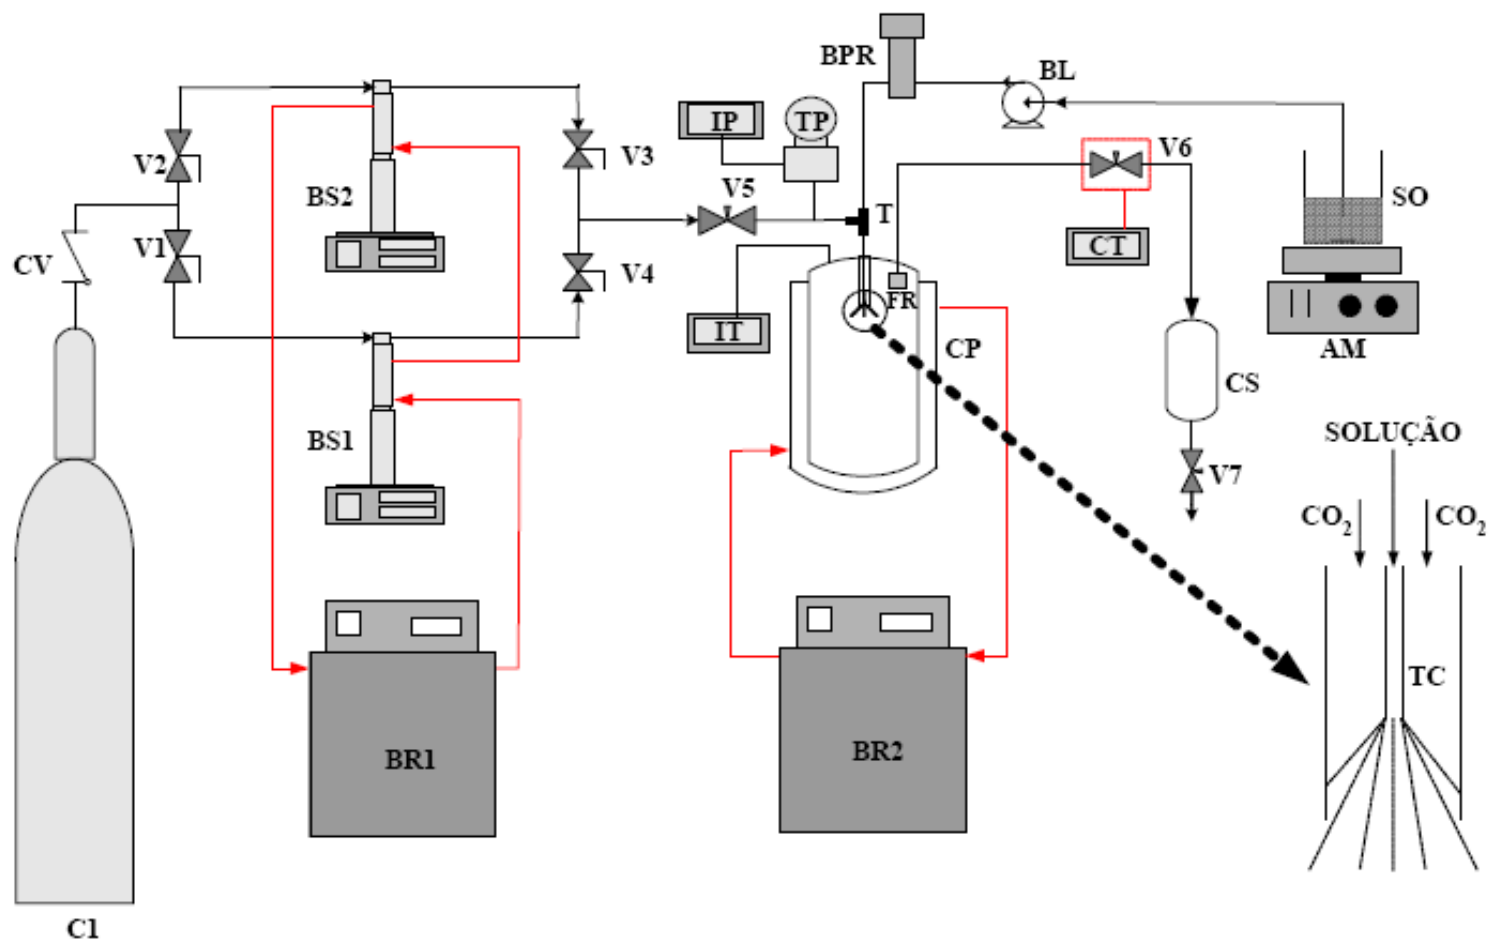 BPR
BL
IP
TP
V2
V3
V6
V5
BS2
T
SO
CV
V1
V4
CT
FR
IT
CP
AM
CS
BS1
SOLUÇÃO
V7
CO₂
CO₂
TC
BR1
BR2
C1